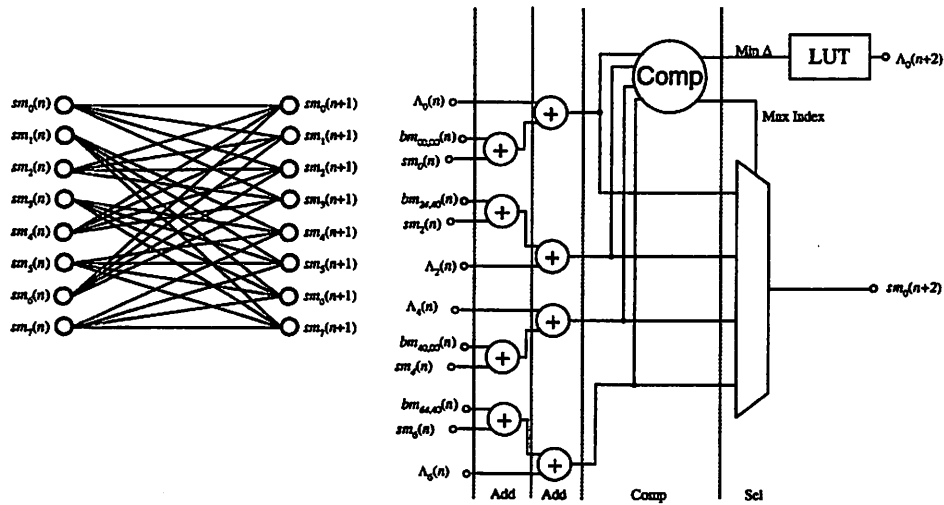 sm0(n) sm0(n+1)
sm1(n) sm1(n+1)
sm2(n) sm2(n+1)
sm3(n) sm3(n+1)
sm4(n) sm4(n+1)
sm5(n) sm5(n+1)
sm6(n) sm6(n+1)
sm7(n) sm7(n+1)
Λ0(n)
bm00,00(n)
sm0(n)
bm24,40(n)
sm2(n)
Λ2(n)
Λ4(n)
bm40,00(n)
sm4(n)
bm64,40(n)
sm6(n)
Λ6(n)
+
+
+
+
+
+
+
+
Comp
Min Δ
LUT
Λ0(n+2)
Max Index
sm0(n+2)
Add Add Comp Sel